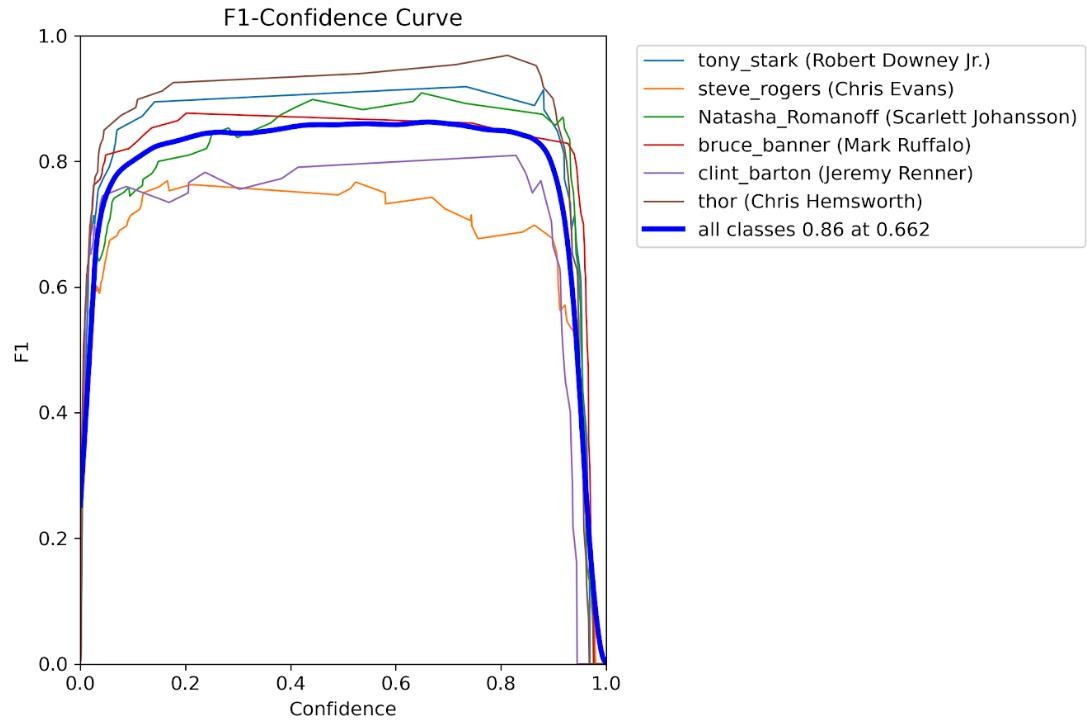 F1-Confidence Curve
1.0
0.8
0.6
0.4
0.2
0.0
F1
0.0 0.2 0.4 0.6 0.8 1.0
Confidence
tony_stark (Robert Downey Jr.)
steve_rogers (Chris Evans)
Natasha_Romanoff (Scarlett Johansson)
bruce_banner (Mark Ruffalo)
clint_barton (Jeremy Renner)
thor (Chris Hemsworth)
all classes 0.86 at 0.662